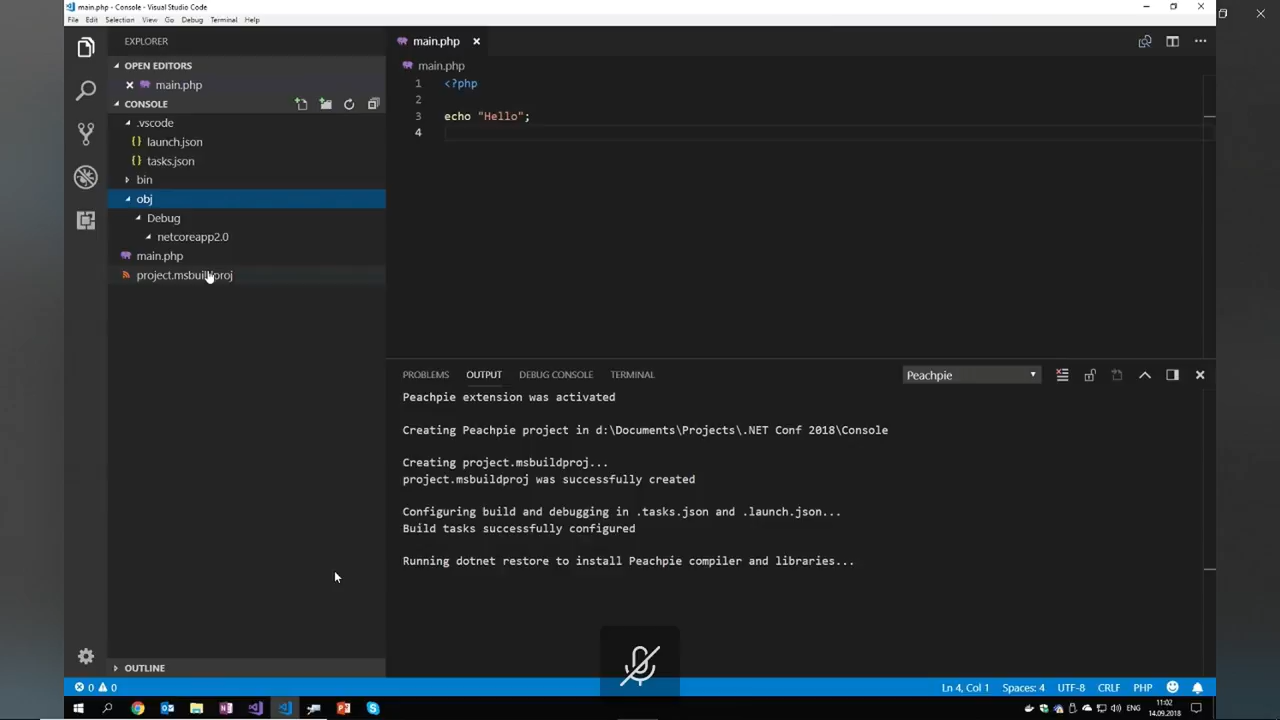 main.php - Console - Visual Studio Code
File Edit Selection View Go Debug Terminal Help
EXPLORER
OPEN EDITORS
main.php
CONSOLE
.vscode
launch.json
tasks.json
bin
obj
Debug
netcoreapp2.0
main.php
project.msbuildproj
OUTLINE
main.php
main.php
1 <?php
2
3 echo "Hello";
4
PROBLEMS OUTPUT DEBUG CONSOLE TERMINAL
Peachpie
Peachpie extension was activated
Creating Peachpie project in d:\Documents\Projects\.NET Conf 2018\Console
Creating project.msbuildproj...
project.msbuildproj was successfully created
Configuring build and debugging in .tasks.json and .launch.json...
Build tasks successfully configured
Running dotnet restore to install Peachpie compiler and libraries...
0 0
Ln 4, Col 1 Spaces: 4 UTF-8 CRLF PHP
ENG
11:02
14.09.2018